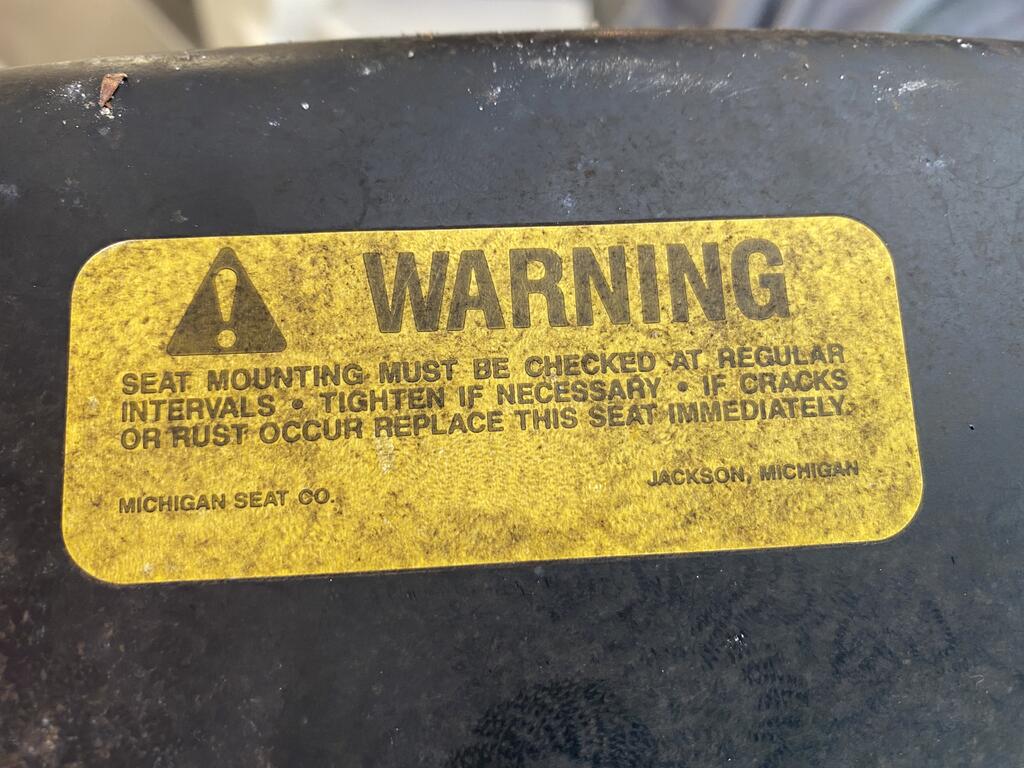 WARNING
SEAT MOUNTING MUST BE CHECKED AT REGULAR
INTERVALS • TIGHTEN IF NECESSARY • IF CRACKS
OR RUST OCCUR REPLACE THIS SEAT IMMEDIATELY.
MICHIGAN SEAT CO. JACKSON, MICHIGAN